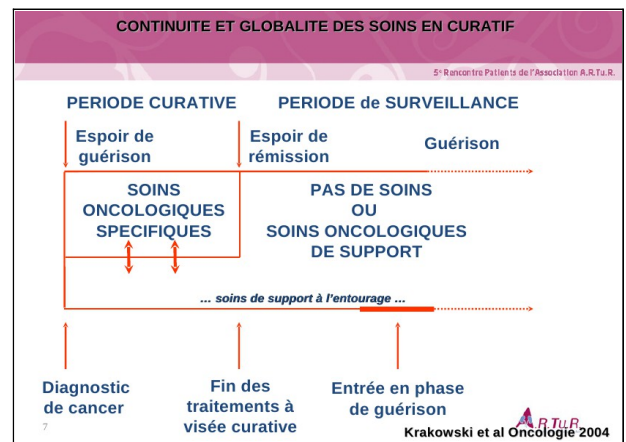 CONTINUITE ET GLOBALITE DES SOINS EN CURATIF
5e Rencontre Patients de l'Association A.R.Tu.R.
PERIODE CURATIVE
PERIODE de SURVEILLANCE
Espoir de
guérison
Espoir de
rémission
Guérison
SOINS
ONCOLOGIQUES
SPECIFIQUES
PAS DE SOINS
OU
SOINS ONCOLOGIQUES
DE SUPPORT
... soins de support à l'entourage ...
Diagnostic
de cancer
Fin des
traitements à
visée curative
Entrée en phase
de guérison
7
A.R.Tu.R.
Krakowski et al Oncologie 2004